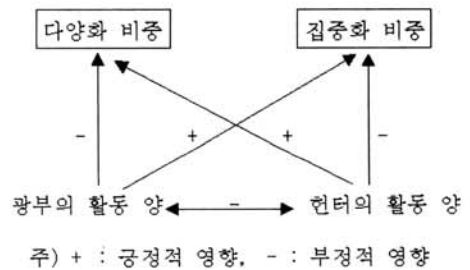 다양화 비중 집중화 비중
- + + -
광부의 활동 양 - 헌터의 활동 양
주) + : 긍정적 영향, - : 부정적 영향